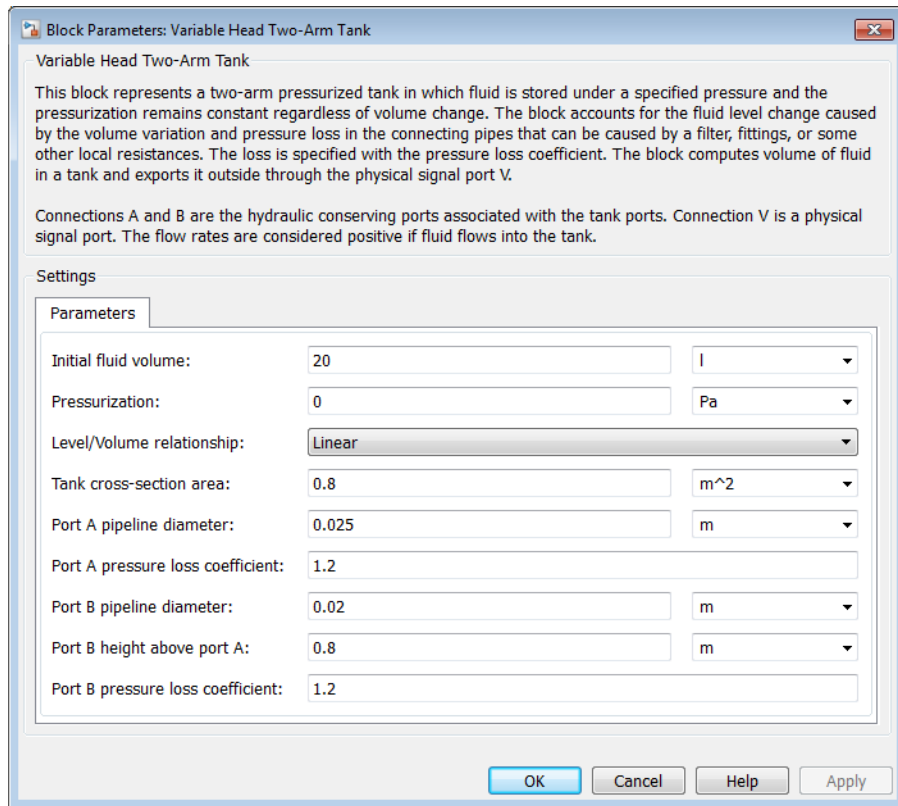 Block Parameters: Variable Head Two-Arm Tank
Variable Head Two-Arm Tank
This block represents a two-arm pressurized tank in which fluid is stored under a specified pressure and the
pressurization remains constant regardless of volume change. The block accounts for the fluid level change caused
by the volume variation and pressure loss in the connecting pipes that can be caused by a filter, fittings, or some
other local resistances. The loss is specified with the pressure loss coefficient. The block computes volume of fluid
in a tank and exports it outside through the physical signal port V.
Connections A and B are the hydraulic conserving ports associated with the tank ports. Connection V is a physical
signal port. The flow rates are considered positive if fluid flows into the tank.
Settings
Parameters
Initial fluid volume: 20 l
Pressurization: 0 Pa
Level/Volume relationship: Linear
Tank cross-section area: 0.8 m^2
Port A pipeline diameter: 0.025 m
Port A pressure loss coefficient: 1.2
Port B pipeline diameter: 0.02 m
Port B height above port A: 0.8 m
Port B pressure loss coefficient: 1.2
OK Cancel Help Apply